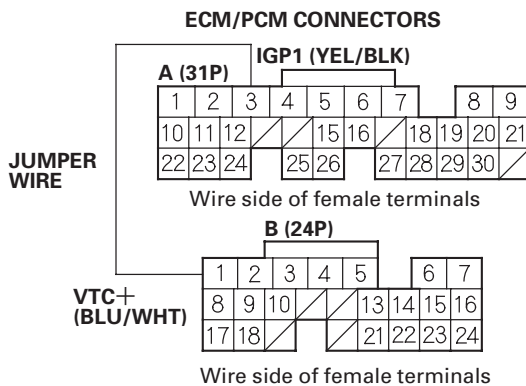 ECM/PCM CONNECTORS
IGP1 (YEL/BLK)
A (31P)
1 2 3 4 5 6 7 8 9
10 11 12 15 16 18 19 20 21
22 23 24 25 26 27 28 29 30
JUMPER
WIRE
Wire side of female terminals
B (24P)
1 2 3 4 5 6 7
VTC+
(BLU/WHT)
8 9 10 13 14 15 16
17 18 21 22 23 24
Wire side of female terminals